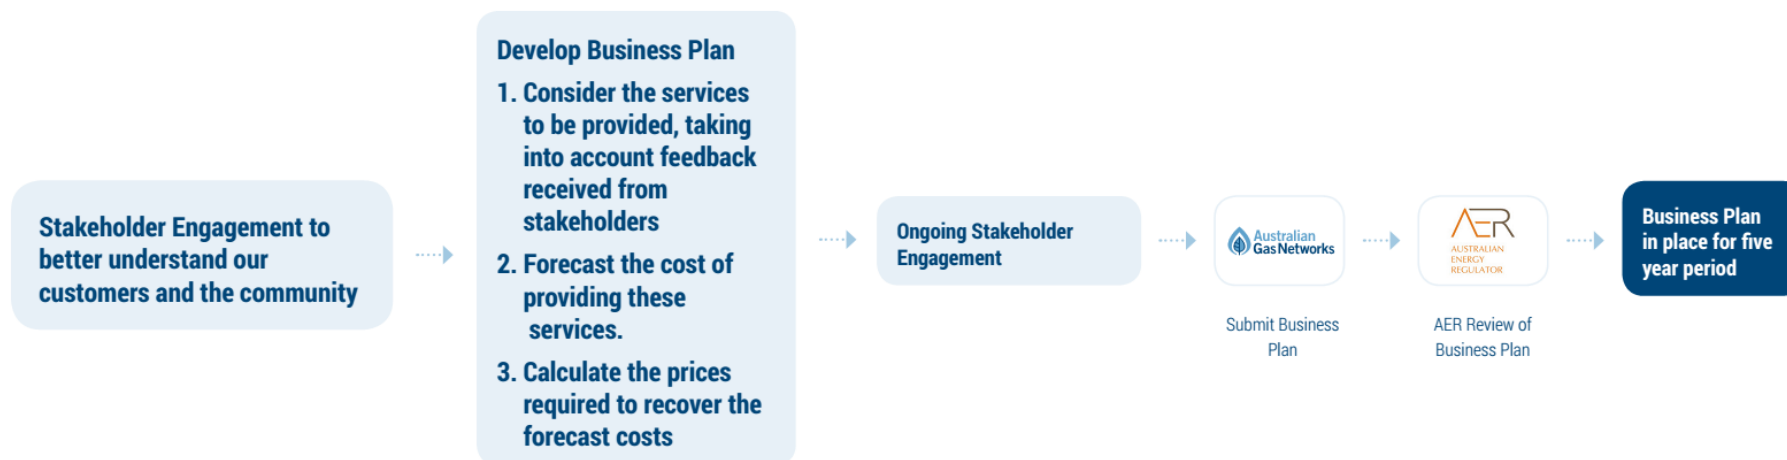 Stakeholder Engagement to
better understand our
customers and the community
Develop Business Plan
1. Consider the services
to be provided, taking
into account feedback
received from
stakeholders
2. Forecast the cost of
providing these
services.
3. Calculate the prices
required to recover the
forecast costs
Ongoing Stakeholder
Engagement
Australian
Gas Networks
Submit Business
Plan
AER
AUSTRALIAN
ENERGY
REGULATOR
AER Review of
Business Plan
Business Plan
in place for five
year period